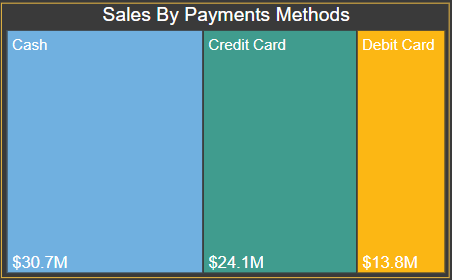 Sales By Payments Methods
Cash
Credit Card
Debit Card
$30.7M
$24.1M
$13.8M